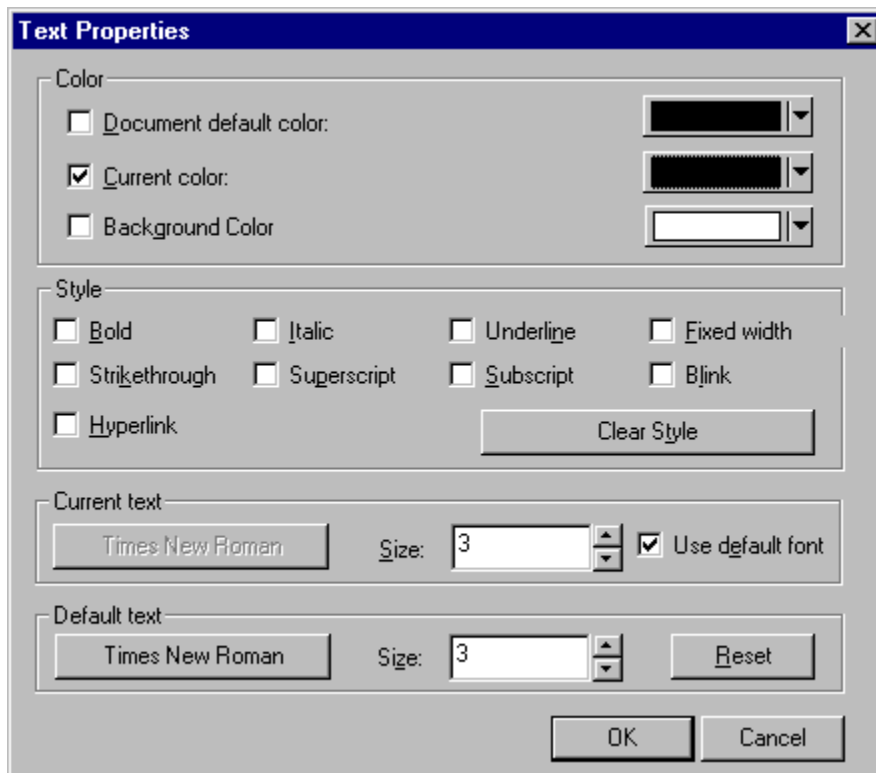 Text Properties
Color
Document default color:
Current color:
Background Color
Style
Bold Italic Underline Fixed width
Strikethrough Superscript Subscript Blink
Hyperlink Clear Style
Current text
Times New Roman Size: 3 Use default font
Default text
Times New Roman Size: 3 Reset
OK Cancel